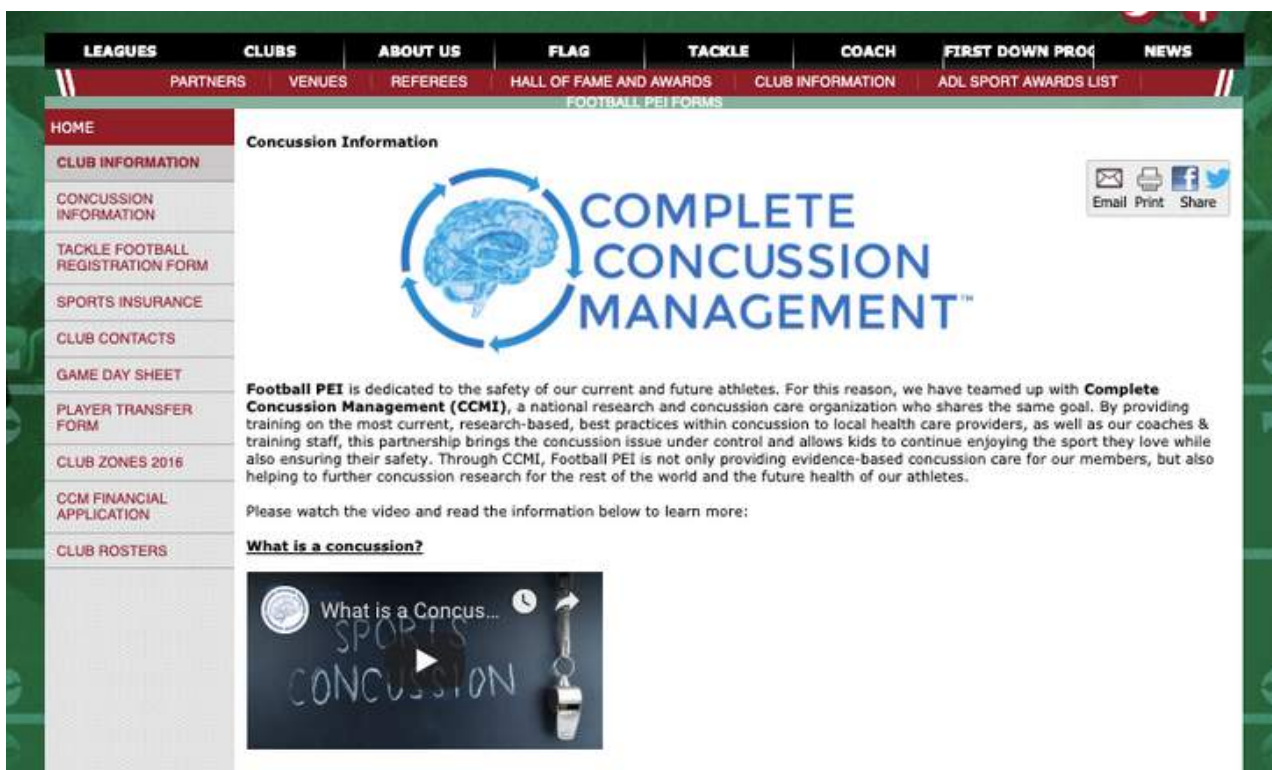 LEAGUES CLUBS ABOUT US FLAG TACKLE COACH FIRST DOWN PROG NEWS
PARTNERS VENUES REFEREES HALL OF FAME AND AWARDS CLUB INFORMATION ADL SPORT AWARDS LIST
FOOTBALL PEI FORMS
HOME
CLUB INFORMATION
CONCUSSION
INFORMATION
TACKLE FOOTBALL
REGISTRATION FORM
SPORTS INSURANCE
CLUB CONTACTS
GAME DAY SHEET
PLAYER TRANSFER
FORM
CLUB ZONES 2016
CCM FINANCIAL
APPLICATION
CLUB ROSTERS
Concussion Information
Email Print Share
COMPLETE
CONCUSSION
MANAGEMENT™
Football PEI is dedicated to the safety of our current and future athletes. For this reason, we have teamed up with Complete
Concussion Management (CCMI), a national research and concussion care organization who shares the same goal. By providing
training on the most current, research-based, best practices within concussion to local health care providers, as well as our coaches &
training staff, this partnership brings the concussion issue under control and allows kids to continue enjoying the sport they love while
also ensuring their safety. Through CCMI, Football PEI is not only providing evidence-based concussion care for our members, but also
helping to further concussion research for the rest of the world and the future health of our athletes.
Please watch the video and read the information below to learn more:
What is a concussion?
What is a Concus...
SPORTS
CONCUSSION